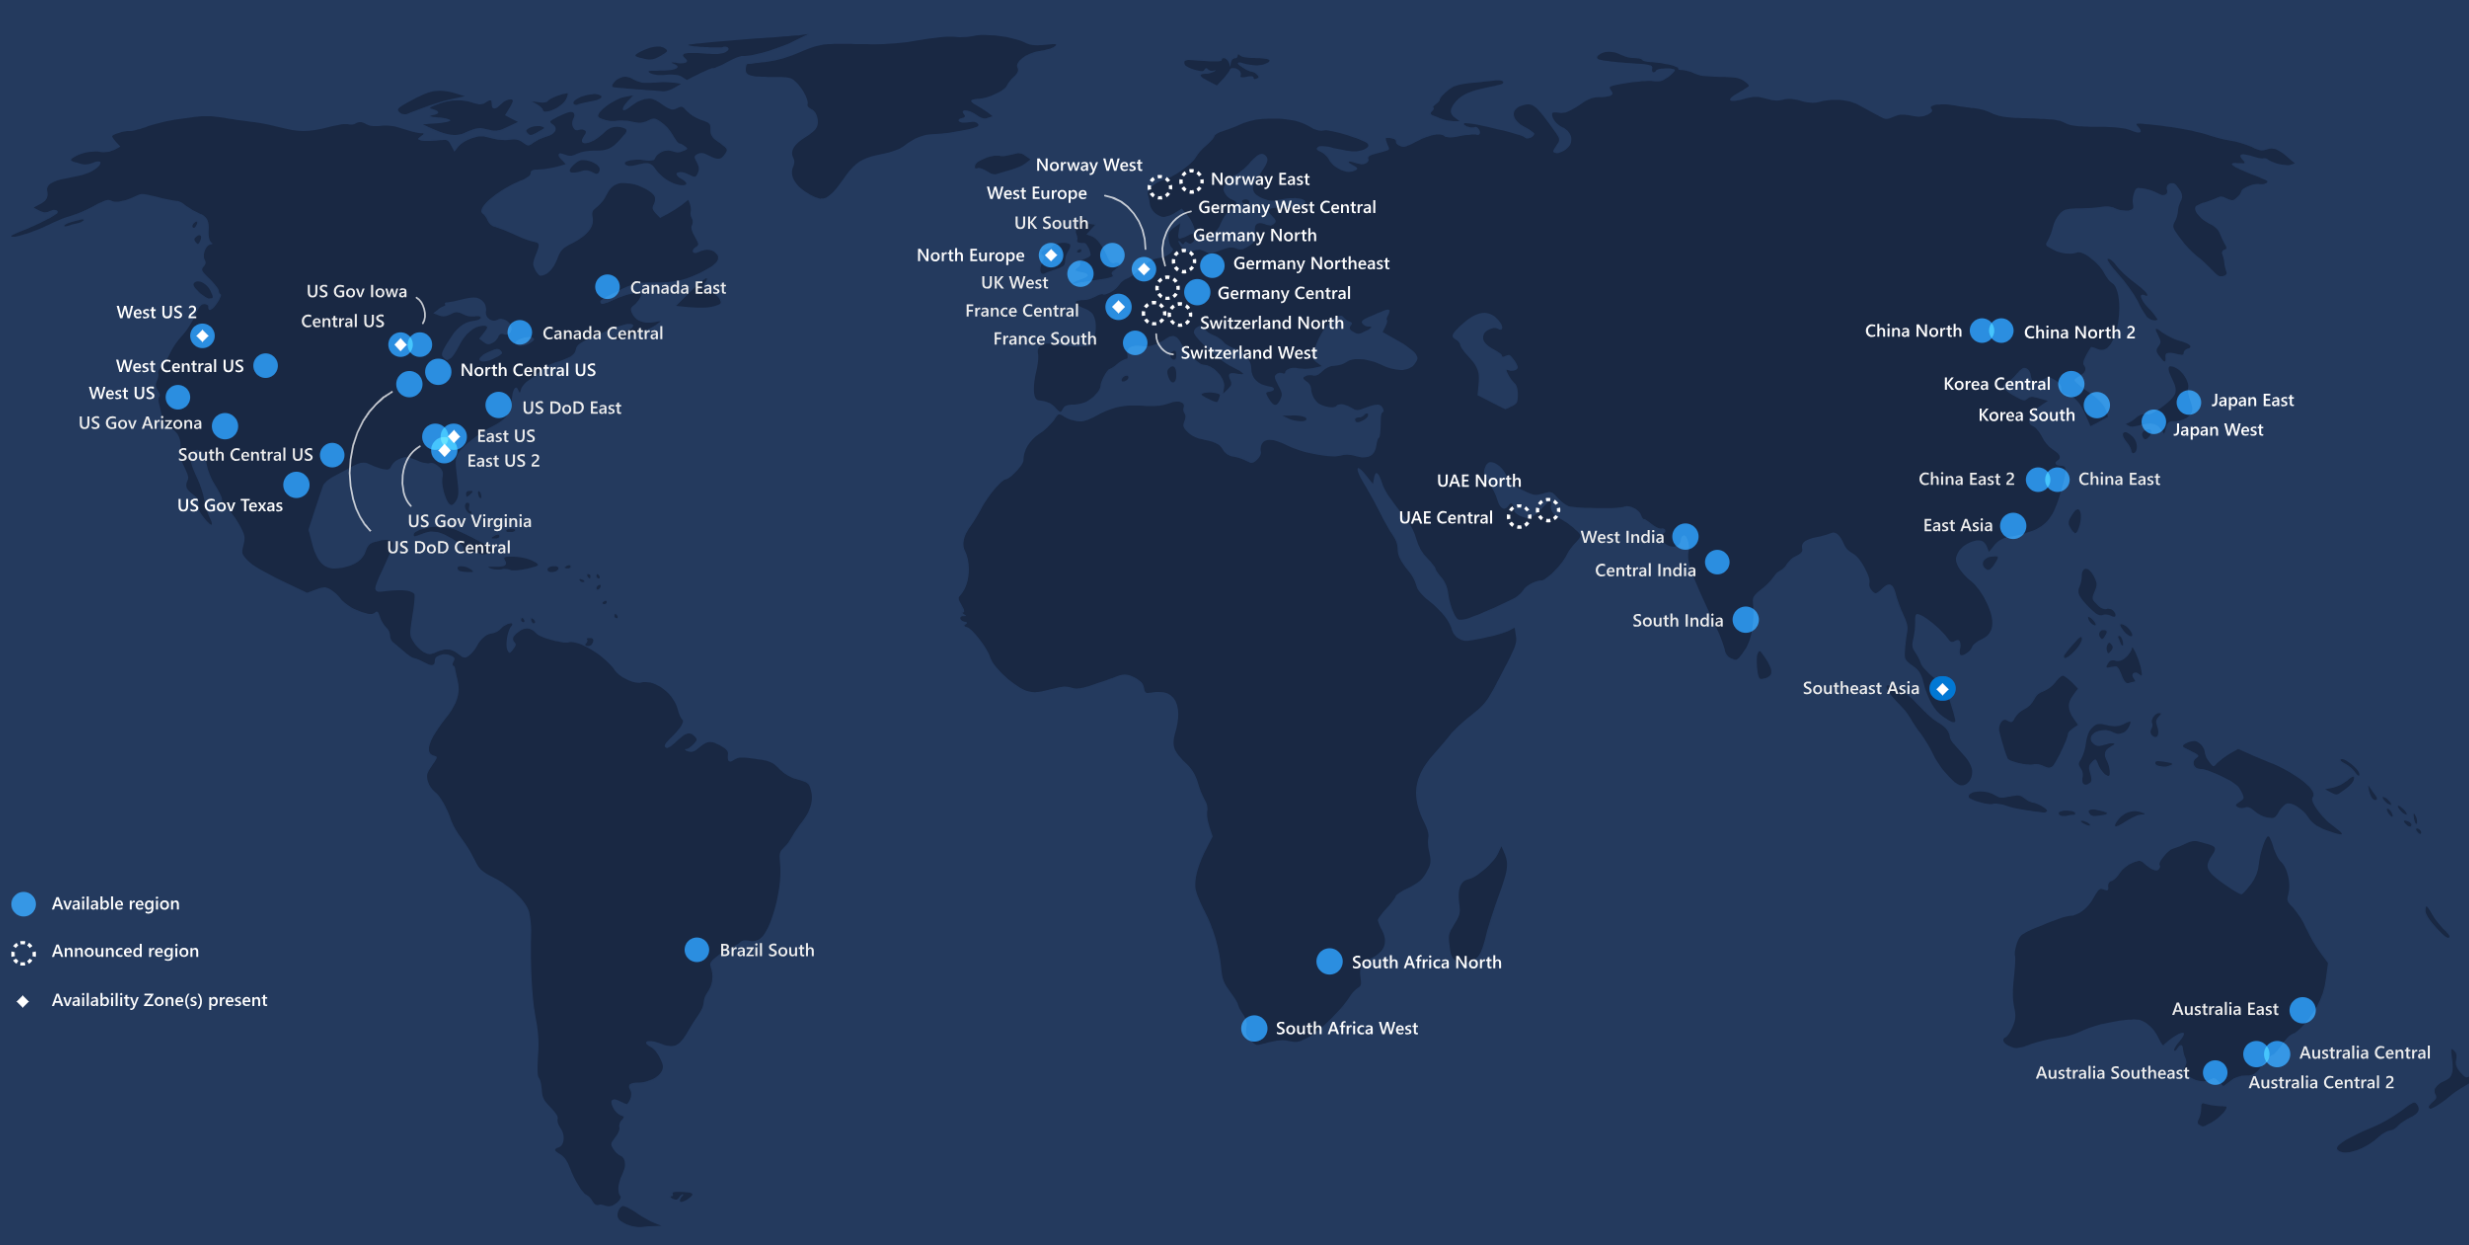 West US 2
West Central US
West US
US Gov Arizona
South Central US
US Gov Texas
US Gov Iowa
Central US
North Central US
US DoD East
East US
East US 2
US Gov Virginia
US DoD Central
Canada East
Canada Central
Brazil South
Norway West
West Europe
UK South
North Europe
UK West
France Central
France South
Norway East
Germany West Central
Germany North
Germany Northeast
Germany Central
Switzerland North
Switzerland West
UAE North
UAE Central
South Africa North
South Africa West
West India
Central India
South India
China North
China North 2
Korea Central
Korea South
Japan East
Japan West
China East 2
China East
East Asia
Southeast Asia
Australia East
Australia Central
Australia Southeast
Australia Central 2
Available region
Announced region
Availability Zone(s) present